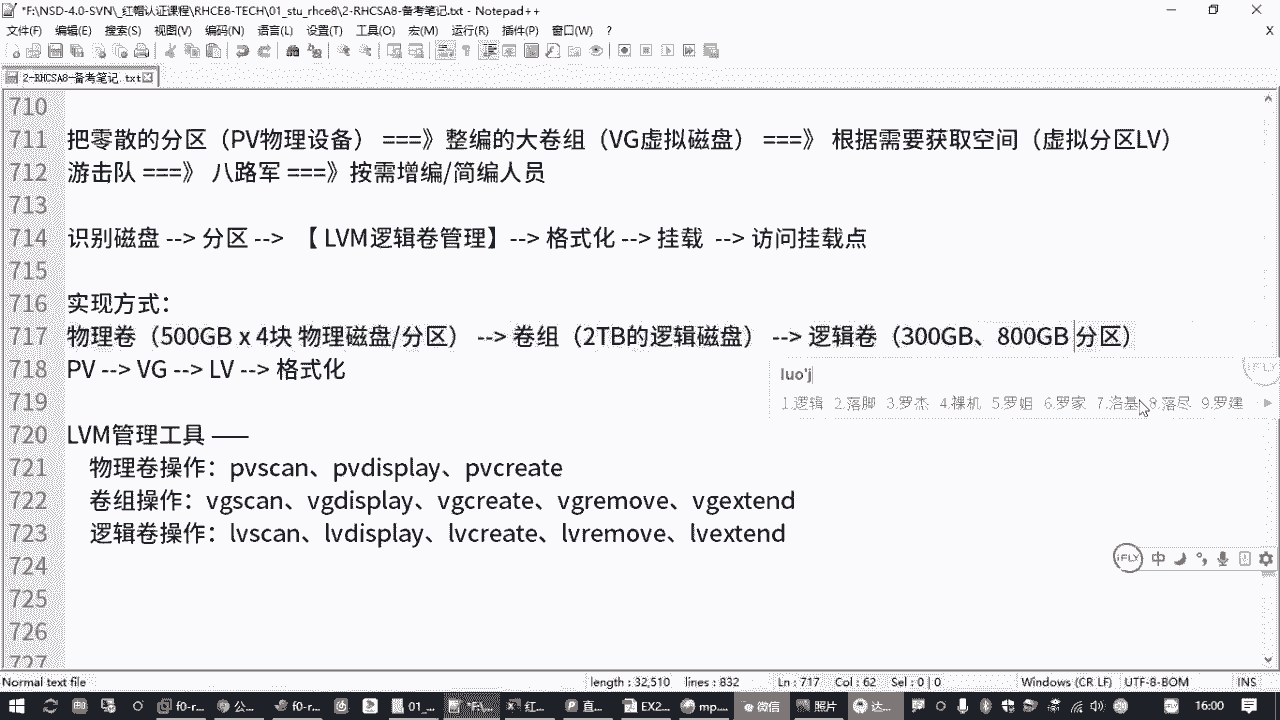 *F:\NSD-4.0-SVN\_红帽认证课程\RHCE8-TECH\01_stu_rhce8\2-RHCSA8-备考笔记.txt - Notepad++
文件(F) 编辑(E) 搜索(S) 视图(V) 编码(N) 语言(L) 设置(T) 工具(O) 宏(M) 运行(R) 插件(P) 窗口(W) ? X
2-RHCSA8-备考笔记.txt
710
711 把零散的分区（PV物理设备） ===》整编的大卷组（VG虚拟磁盘） ===》 根据需要获取空间（虚拟分区LV）
712 游击队 ===》 八路军 ===》按需增编/简编人员
713
714 识别磁盘 --> 分区 --> 【 LVM逻辑卷管理】--> 格式化 --> 挂载 --> 访问挂载点
715
716 实现方式：
717 物理卷（500GB x 4块 物理磁盘/分区） --> 卷组（2TB的逻辑磁盘） --> 逻辑卷（300GB、800GB 分区）
718 PV --> VG --> LV --> 格式化
luo'j
1.逻辑 2.落脚 3.罗杰 4.裸机 5.罗姐 6.罗家 7.洛基 8.落尽 9.罗建
719
720 LVM管理工具 ——
721 物理卷操作：pvscan、pvdisplay、pvcreate
722 卷组操作：vgscan、vgdisplay、vgcreate、vgremove、vgextend
723 逻辑卷操作：lvscan、lvdisplay、lvcreate、lvremove、lvextend
724
iFLY 中
725
726
727
Normal text file length : 32,510 lines : 832 Ln : 717 Col : 62 Sel : 0 | 0 Windows (CR LF) UTF-8-BOM INS
f0-r... 公... f0-r... 01_... *F:\... 红... 直... EX2... mp... 微信 照片 达... 16:00